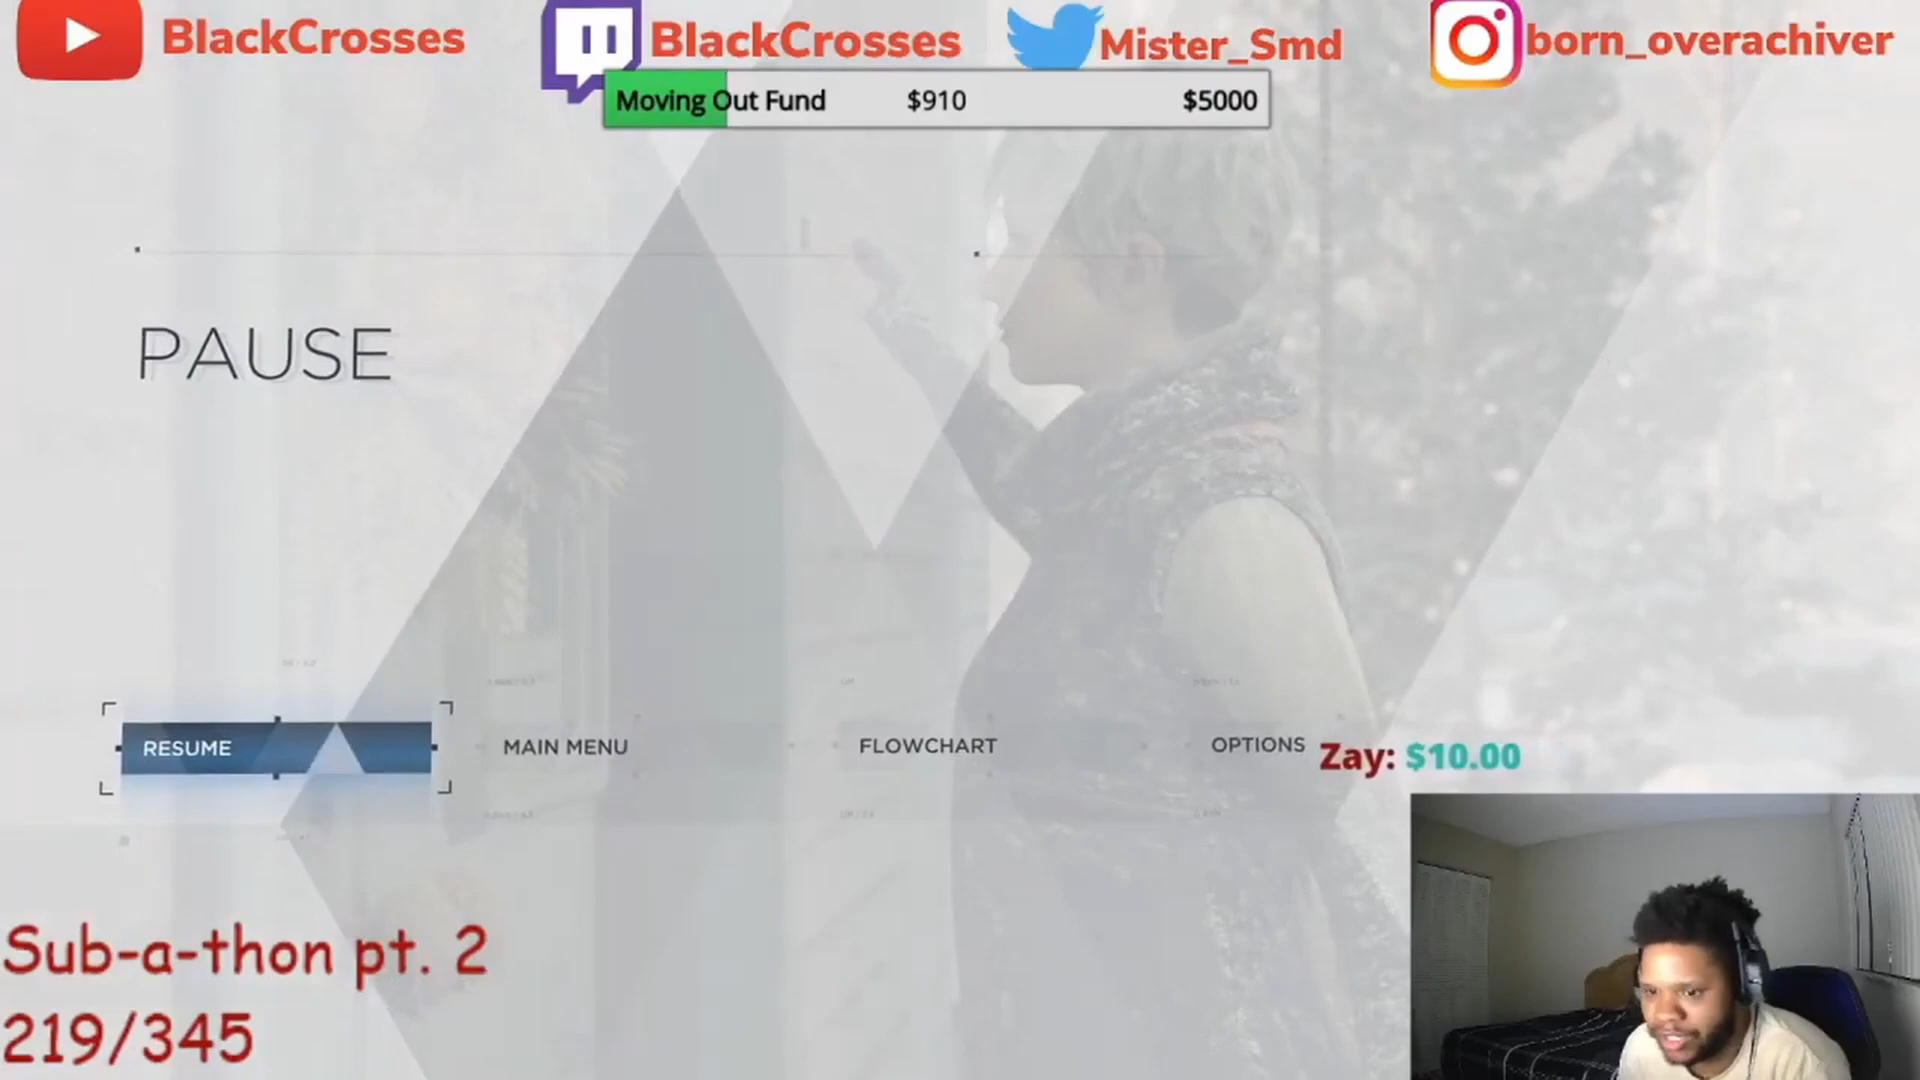 BlackCrosses
BlackCrosses
Mister_Smd
born_overachiver
Moving Out Fund $910 $5000
PAUSE
RESUME
MAIN MENU
FLOWCHART
OPTIONS
Zay: $10.00
Sub-a-thon pt. 2
219/345